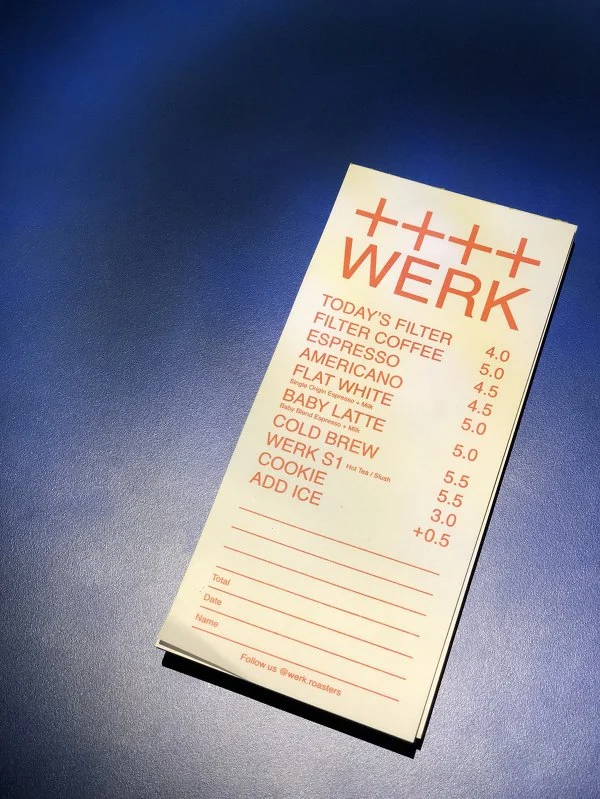 ++++
WERK
TODAY'S FILTER 4.0
FILTER COFFEE 5.0
ESPRESSO 4.5
AMERICANO 4.5
FLAT WHITE 5.0
Single Origin Espresso + Milk
BABY LATTE 5.0
Baby Blend Espresso + Milk
COLD BREW 5.5
WERK S1 Hot Tea / Slush 5.5
COOKIE 3.0
ADD ICE +0.5
Total
Date
Name
Follow us @werk.roasters